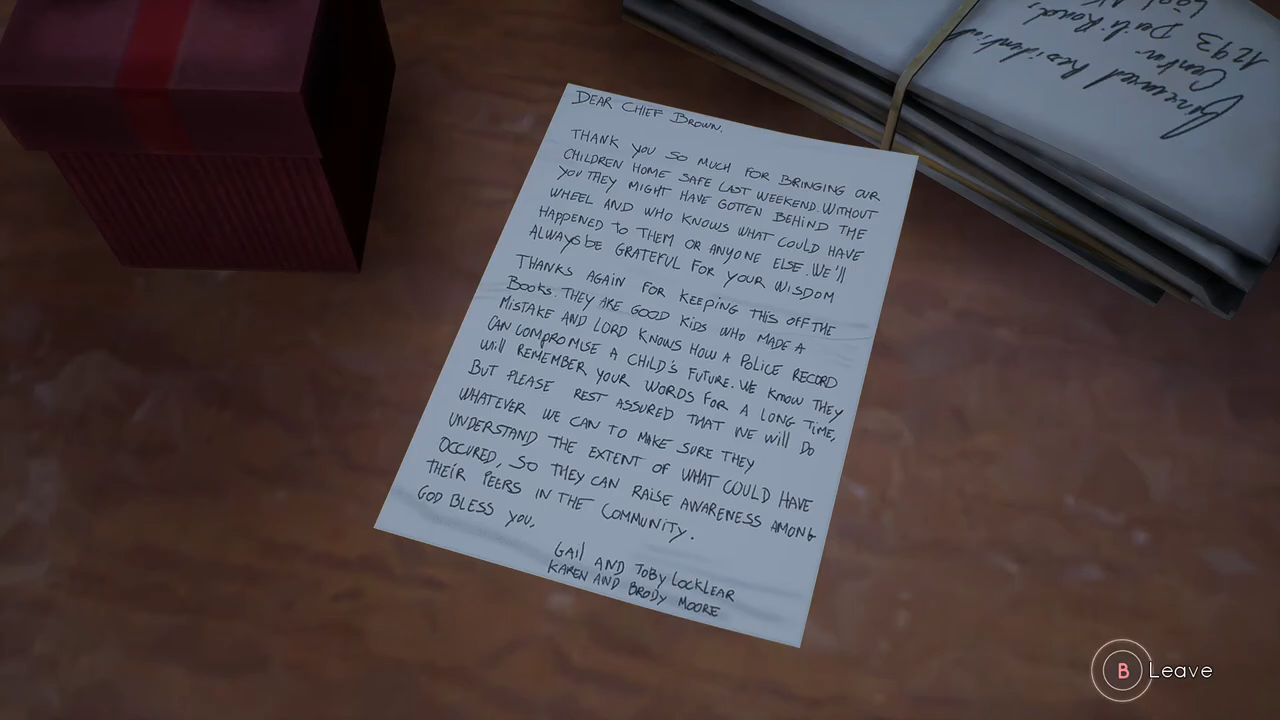 DEAR CHIEF BROWN,
THANK YOU SO MUCH FOR BRINGING OUR
CHILDREN HOME SAFE LAST WEEKEND. WITHOUT
YOU THEY MIGHT HAVE GOTTEN BEHIND THE
WHEEL AND WHO KNOWS WHAT COULD HAVE
HAPPENED TO THEM OR ANYONE ELSE. WE'll
ALWAYS bE GRATEFUL FOR YOUR WISDOM
THANKS AGAIN FOR KEEPING THIS OFF THE
BOOKS. THEY ARE GOOD KIDS WHO MADE A
MISTAKE AND LORD KNOWS HOW A POLICE RECORD
CAN COMPROMISE A CHILD'S FUTURE. WE KNOW THEY
Will REMEMBER YOUR WORDS FOR A LONG TIME,
BUT PLEASE REST ASSURED THAT WE Will DO
WHATEVER WE CAN TO MAKE SURE THEY
UNDERSTAND THE EXTENT OF WHAT COULD HAVE
OCCURED, SO THEY CAN RAISE AWARENESS AMONG
THEIR PEERS IN THE COMMUNITY.
GOD BLESS YOU,
GAIl AND TOBY LOCKLEAR
KAREN AND BRODY MOORE
Residential
Center
1293 Road,
Leave
B